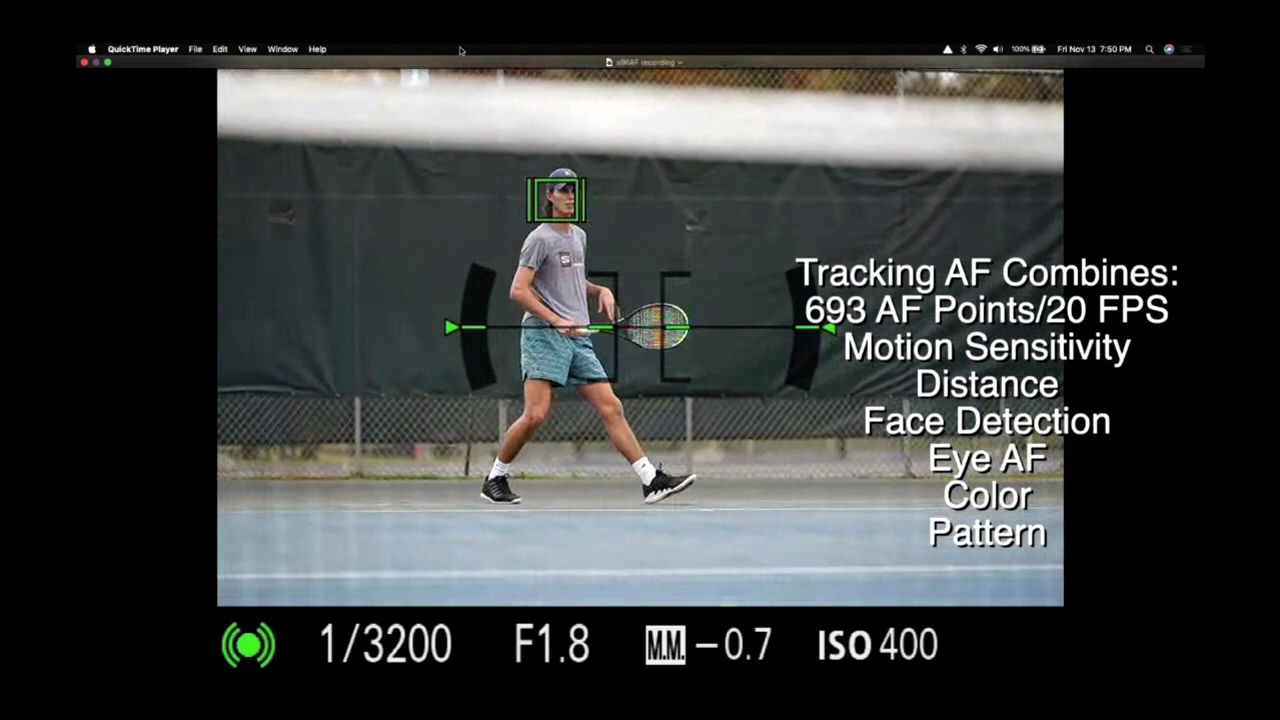 QuickTime Player File Edit View Window Help 100% Fri Nov 13 7:50 PM
a9IIAF recording
Tracking AF Combines:
693 AF Points/20 FPS
Motion Sensitivity
Distance
Face Detection
Eye AF
Color
Pattern
1/3200 F1.8 M.M. –0.7 ISO 400